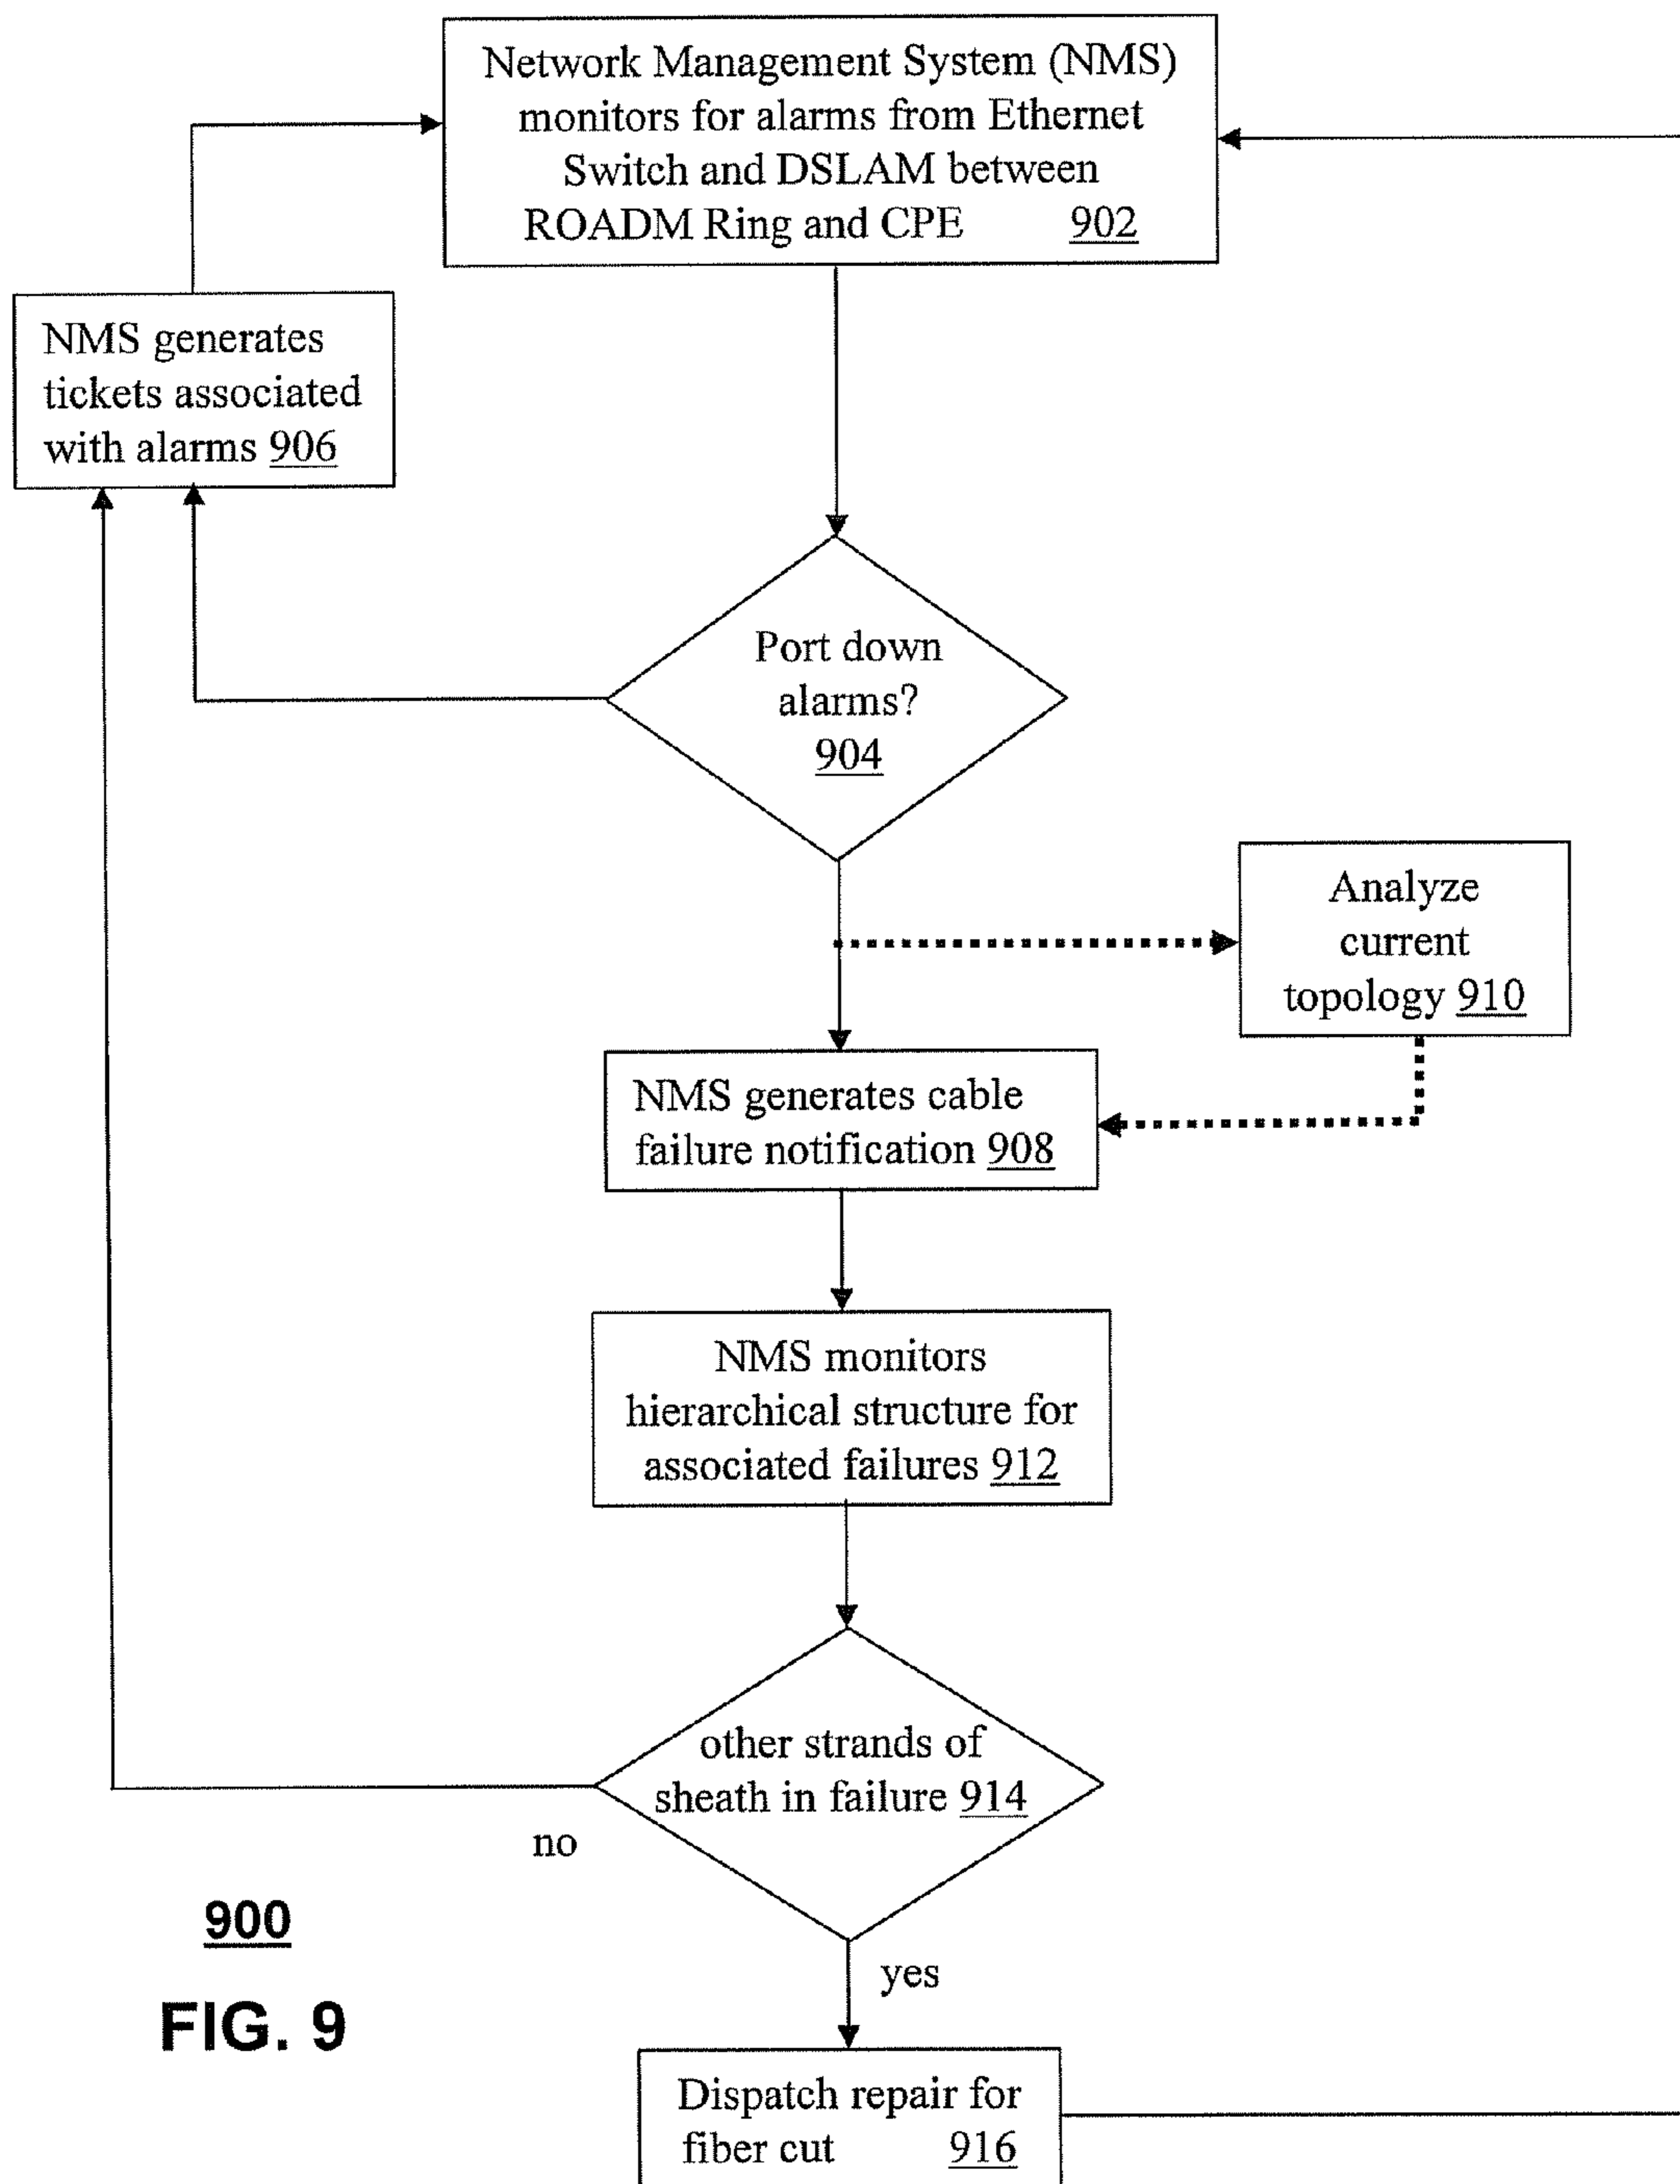 Network Management System (NMS)
monitors for alarms from Ethernet
Switch and DSLAM between
ROADM Ring and CPE 902
NMS generates
tickets associated
with alarms 906
Port down
alarms?
904
Analyze
current
topology 910
NMS generates cable
failure notification 908
NMS monitors
hierarchical structure for
associated failures 912
other strands of
sheath in failure 914
no
yes
900
FIG. 9
Dispatch repair for
fiber cut 916